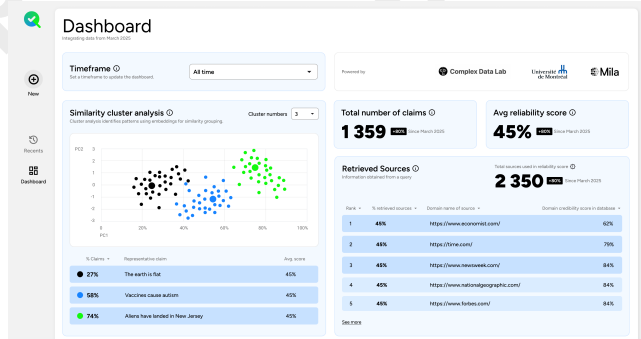 Dashboard
Integrating data from March 2025
New
Recents
Dashboard
Timeframe
Set a timeframe to update the dashboard.
All time
Powered by
Complex Data Lab
Université de Montréal
Mila
Similarity cluster analysis
Cluster analysis identifies patterns using embeddings for similarity grouping.
Cluster numbers 3
PC2
3
2
1
0
-1
-2
-3
0 20% 40% 60% 80% 100%
PC1
% Claims Representative claim Avg. score
27% The earth is flat 45%
58% Vaccines cause autism 45%
74% Aliens have landed in New Jersey 45%
Total number of claims
1 359 +80% Since March 2025
Avg reliability score
45% +80% Since March 2025
Retrieved Sources
Information obtained from a query
Total sources used in reliability score
2 350 +80% Since March 2025
Rank % retrieved sources Domain name of source Domain credibility score in database
1 45% https://www.economist.com/ 62%
2 45% https://time.com/ 79%
3 45% https://www.newsweek.com/ 84%
4 45% https://www.nationalgeographic.com/ 84%
5 45% https://www.forbes.com/ 84%
See more